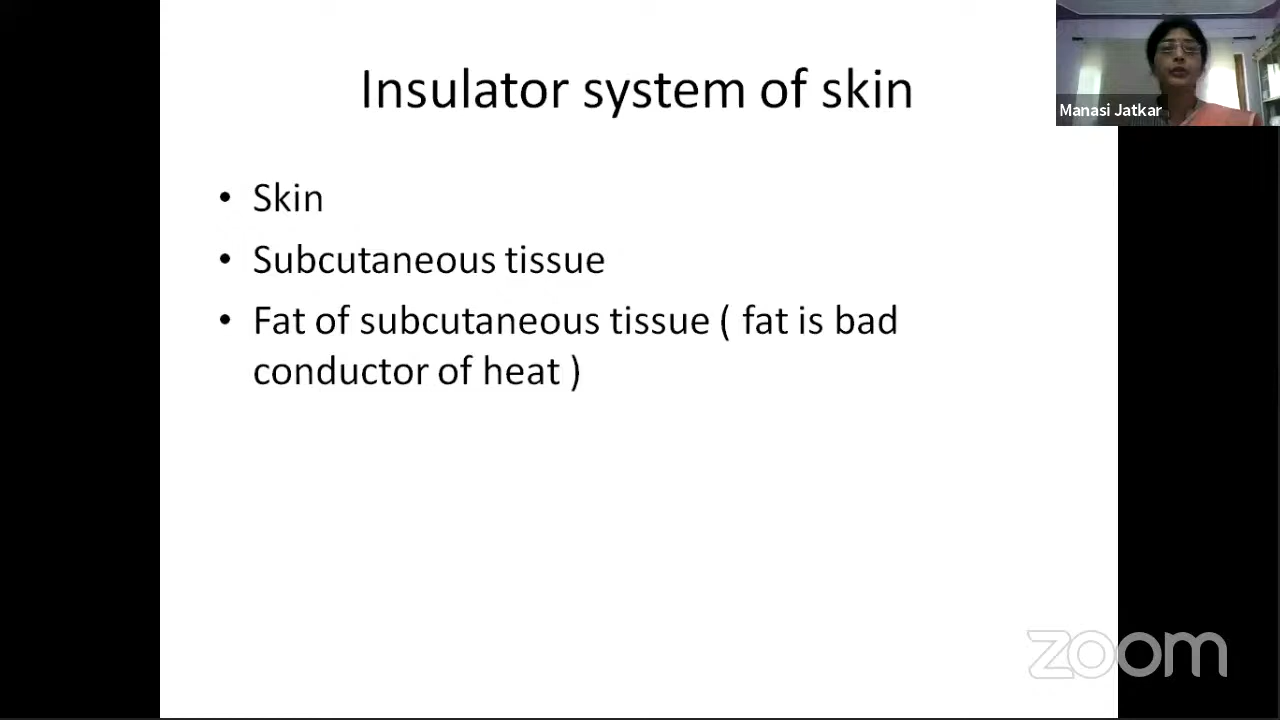 Insulator system of skin
Manasi Jatkar
• Skin
• Subcutaneous tissue
• Fat of subcutaneous tissue ( fat is bad
conductor of heat )
zoom